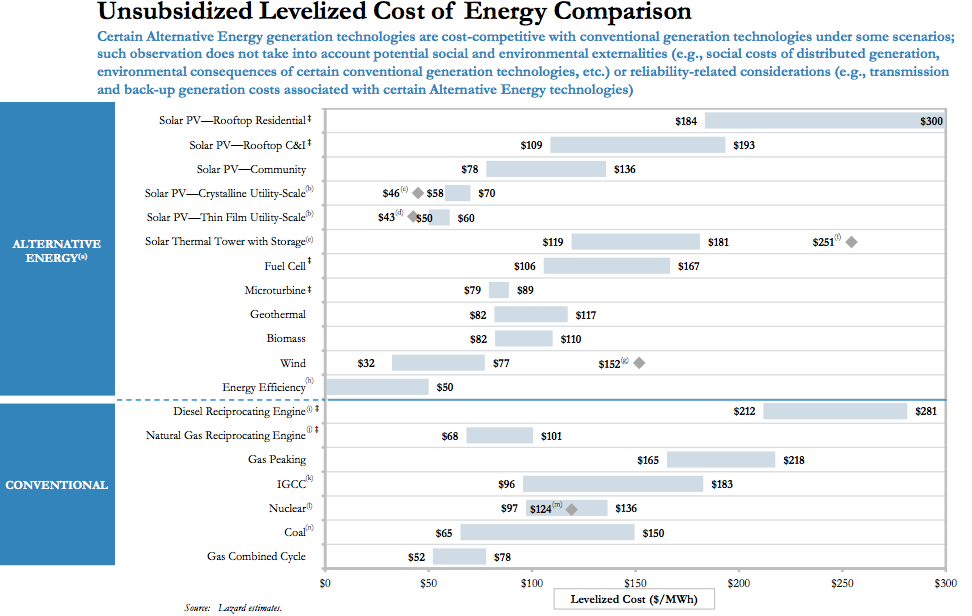 Unsubsidized Levelized Cost of Energy Comparison
Certain Alternative Energy generation technologies are cost-competitive with conventional generation technologies under some scenarios;
such observation does not take into account potential social and environmental externalities (e.g., social costs of distributed generation,
environmental consequences of certain conventional generation technologies, etc.) or reliability-related considerations (e.g., transmission
and back-up generation costs associated with certain Alternative Energy technologies)
ALTERNATIVE
ENERGY(a)
Solar PV—Rooftop Residential ‡ $184 $300
Solar PV—Rooftop C&I ‡ $109 $193
Solar PV—Community $78 $136
Solar PV—Crystalline Utility-Scale(b) $46(c) $58 $70
Solar PV—Thin Film Utility-Scale(b) $43(d) $50 $60
Solar Thermal Tower with Storage(e) $119 $181 $251(f)
Fuel Cell ‡ $106 $167
Microturbine ‡ $79 $89
Geothermal $82 $117
Biomass $82 $110
Wind $32 $77 $152(g)
Energy Efficiency(h) $50
CONVENTIONAL
Diesel Reciprocating Engine(i) ‡ $212 $281
Natural Gas Reciprocating Engine(j) ‡ $68 $101
Gas Peaking $165 $218
IGCC(k) $96 $183
Nuclear(l) $97 $124(m) $136
Coal(n) $65 $150
Gas Combined Cycle $52 $78
$0 $50 $100 $150 $200 $250 $300
Levelized Cost ($/MWh)
Source: Lazard estimates.